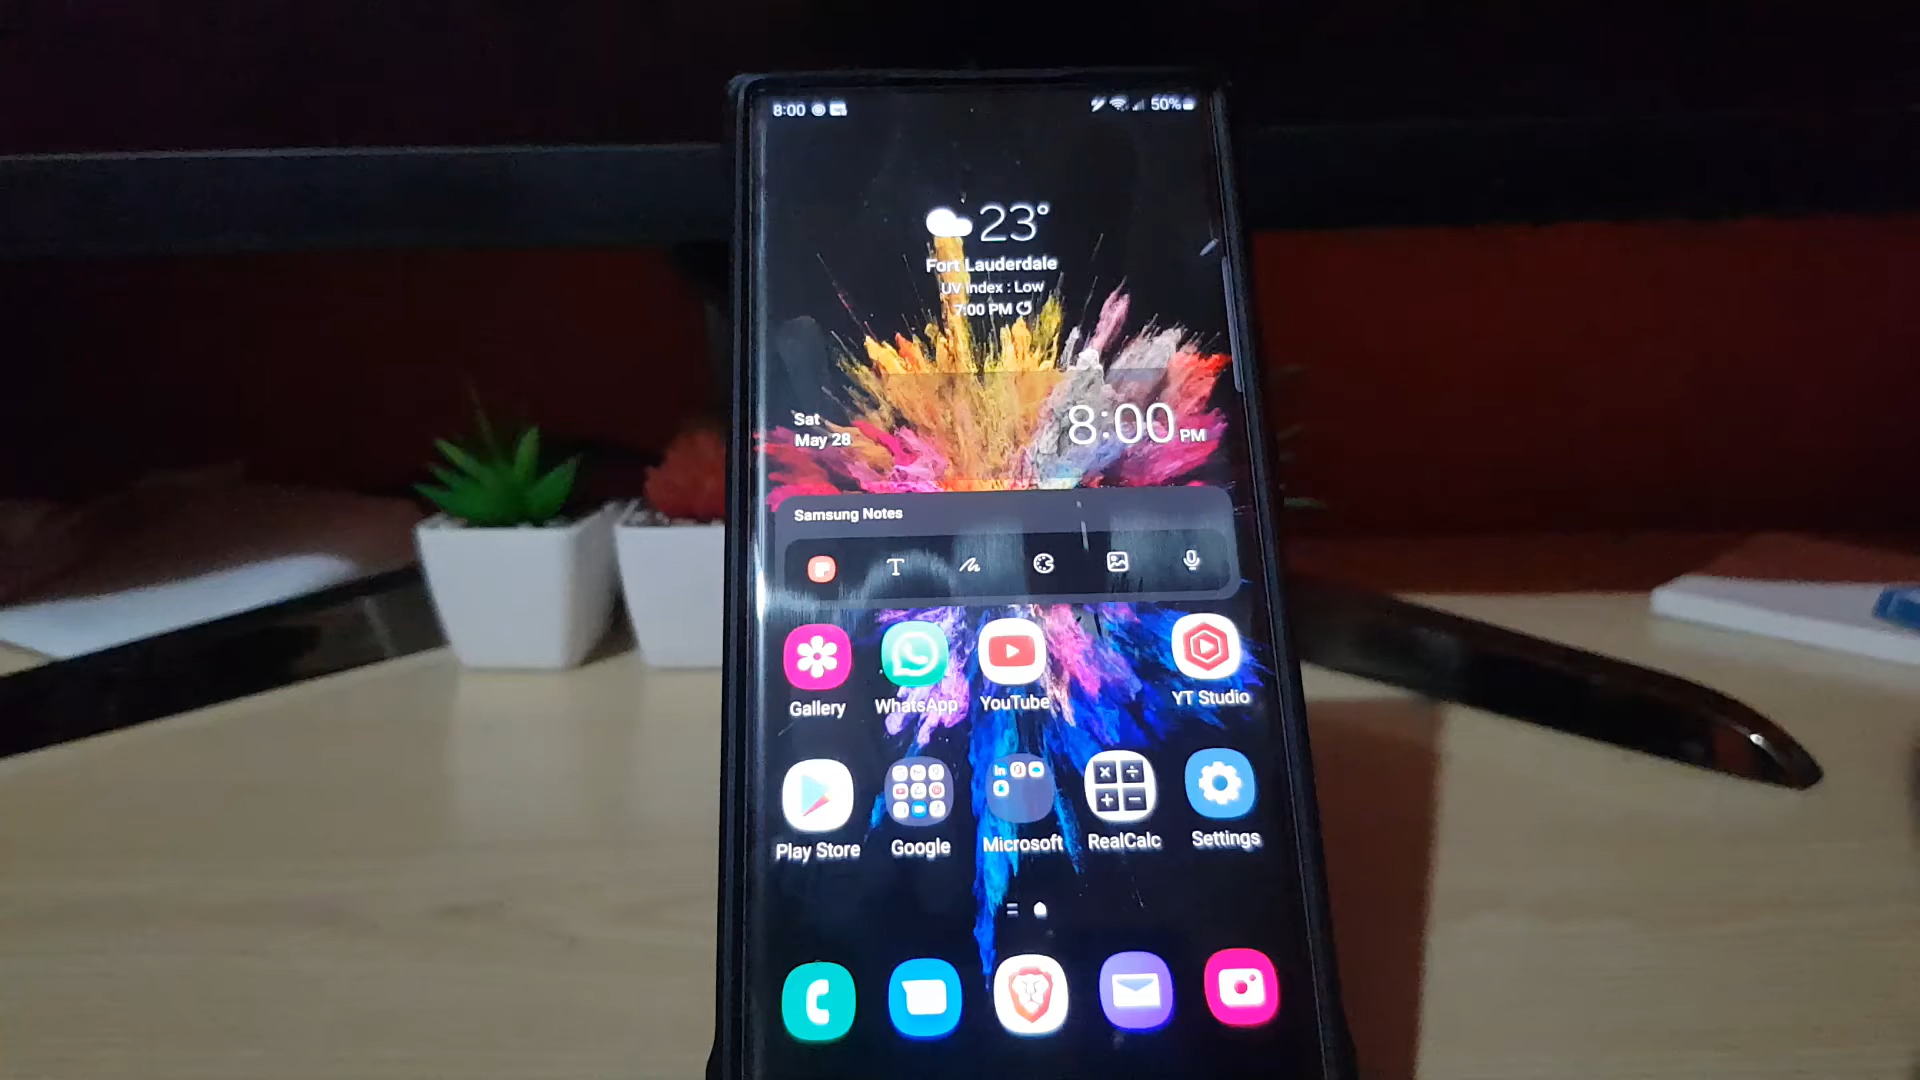 8:00
50%
23°
Fort Lauderdale
UV Index : Low
7:00 PM
Sat
May 28
8:00 PM
Samsung Notes
T
Gallery
WhatsApp
YouTube
YT Studio
in
Play Store
Google
Microsoft
RealCalc
Settings